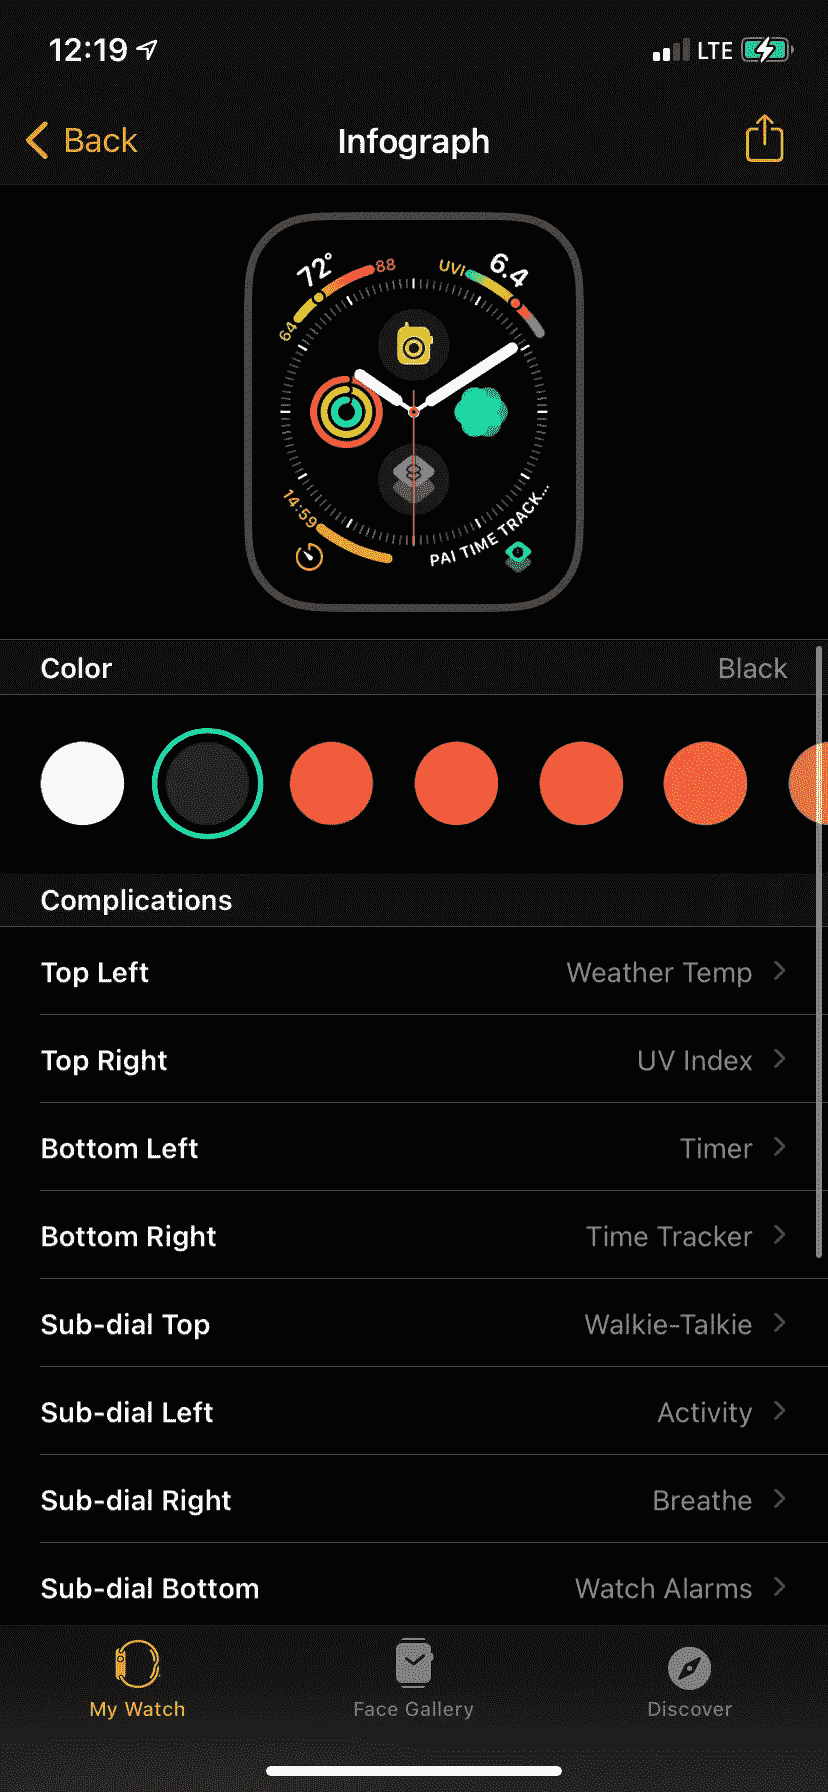 12:19 LTE
Back Infograph
72° 88 UVI 6.4
64
14:59 PAI TIME TRACK...
Color Black
Complications
Top Left Weather Temp
Top Right UV Index
Bottom Left Timer
Bottom Right Time Tracker
Sub-dial Top Walkie-Talkie
Sub-dial Left Activity
Sub-dial Right Breathe
Sub-dial Bottom Watch Alarms
My Watch Face Gallery Discover